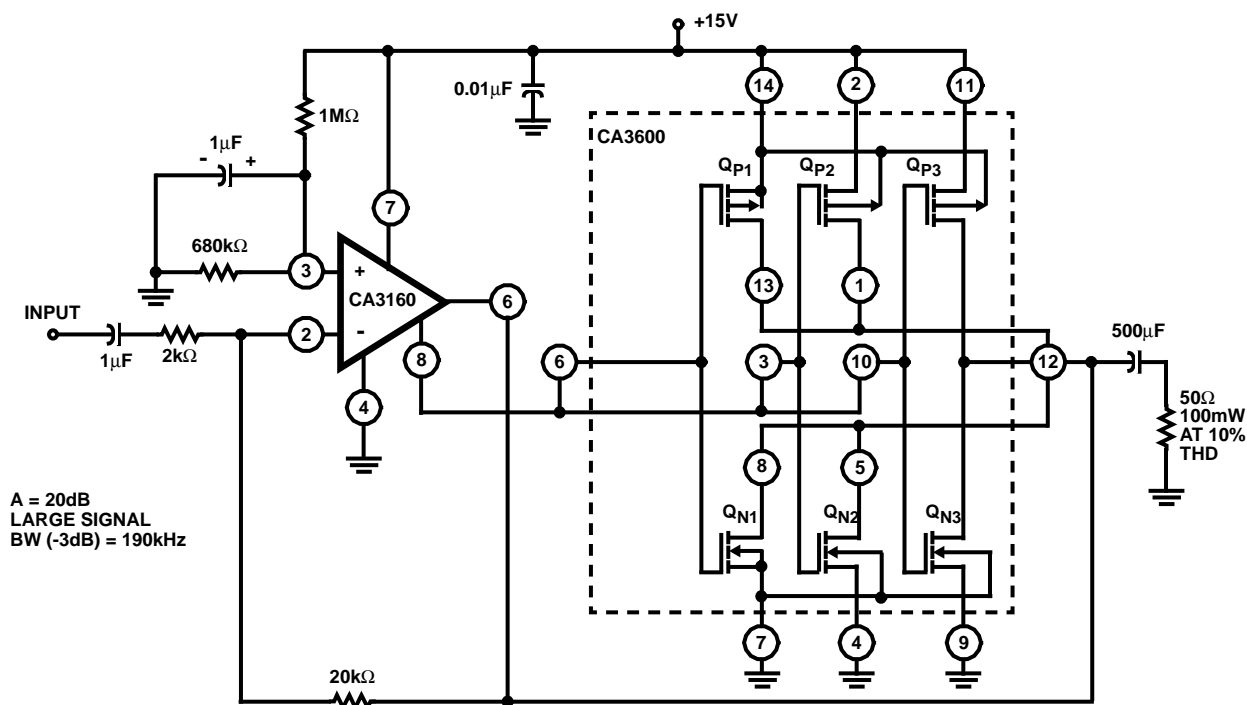 +15V
0.01μF
1MΩ
1μF
- +
680kΩ
7
3
+
CA3160
6
INPUT
1μF
2kΩ
2
-
8
4
A = 20dB
LARGE SIGNAL
BW (-3dB) = 190kHz
20kΩ
14
2
11
CA3600
QP1
QP2
QP3
13
1
6
3
10
12
500μF
50Ω
100mW
AT 10%
THD
8
5
QN1
QN2
QN3
7
4
9